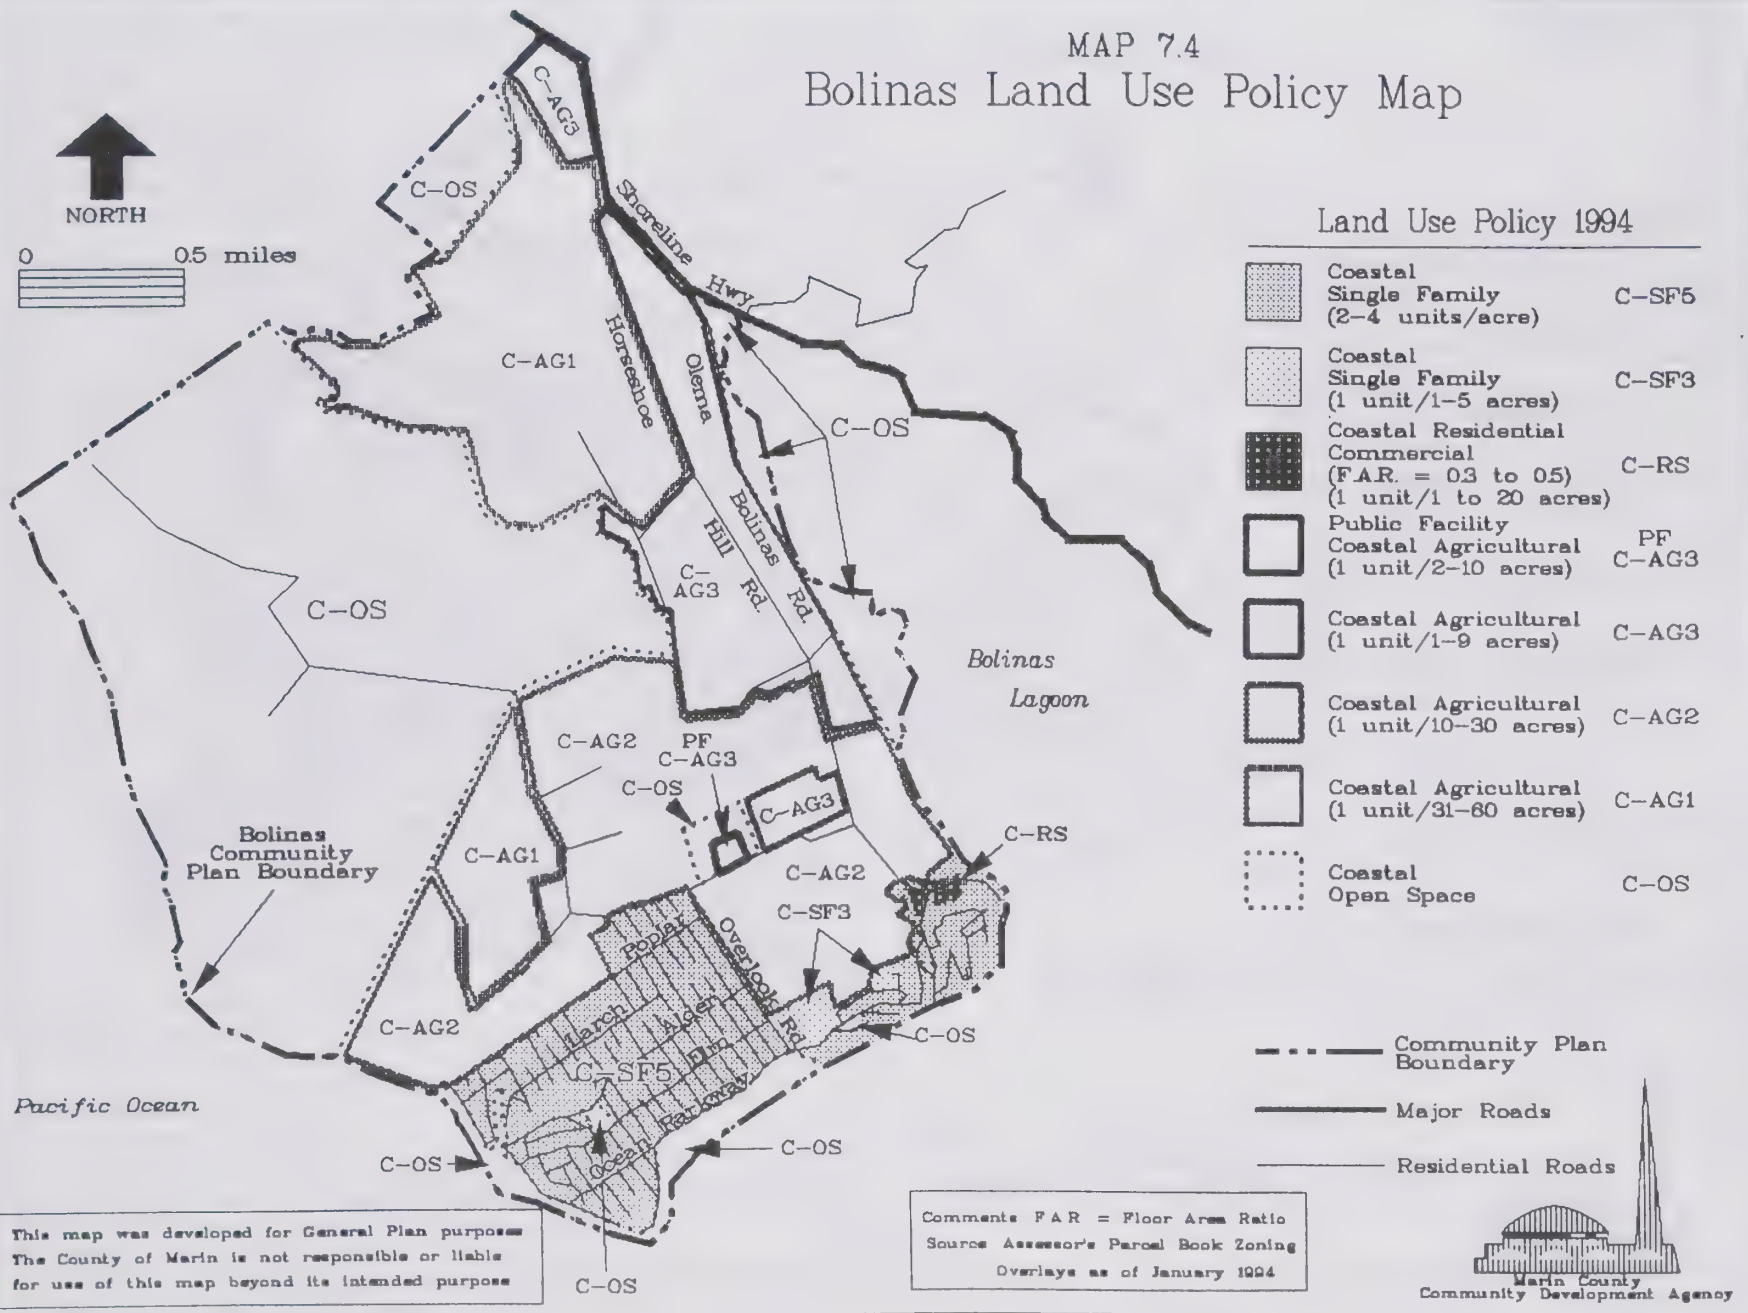 MAP 7.4
Bolinas Land Use Policy Map
NORTH
0 0.5 miles
C-AG3
C-OS
Shoreline
Hwy
C-AG1
Horseshoe
Hill
Rd.
Olema
Bolinas
Rd.
C-OS
C-
AG3
C-OS
Bolinas
Lagoon
C-AG2
PF
C-AG3
C-OS
C-AG3
C-RS
Bolinas
Community
Plan Boundary
C-AG1
C-AG2
C-SF3
Poplar
Overlook
Rd
Larch
Alder
Elm
C-AG2
C-OS
C-SF5
Ocean Parkway
Pacific Ocean
C-OS
C-OS
C-OS
Land Use Policy 1994
Coastal
Single Family C-SF5
(2-4 units/acre)
Coastal
Single Family C-SF3
(1 unit/1-5 acres)
Coastal Residential
Commercial C-RS
(F.A.R. = 0.3 to 0.5)
(1 unit/1 to 20 acres)
Public Facility PF
Coastal Agricultural C-AG3
(1 unit/2-10 acres)
Coastal Agricultural C-AG3
(1 unit/1-9 acres)
Coastal Agricultural C-AG2
(1 unit/10-30 acres)
Coastal Agricultural C-AG1
(1 unit/31-60 acres)
Coastal C-OS
Open Space
Community Plan
Boundary
Major Roads
Residential Roads
This map was developed for General Plan purposes
The County of Marin is not responsible or liable
for use of this map beyond its intended purpose
Comments F A R = Floor Area Ratio
Source Assessor's Parcel Book Zoning
Overlays as of January 1994
Marin County
Community Development Agency